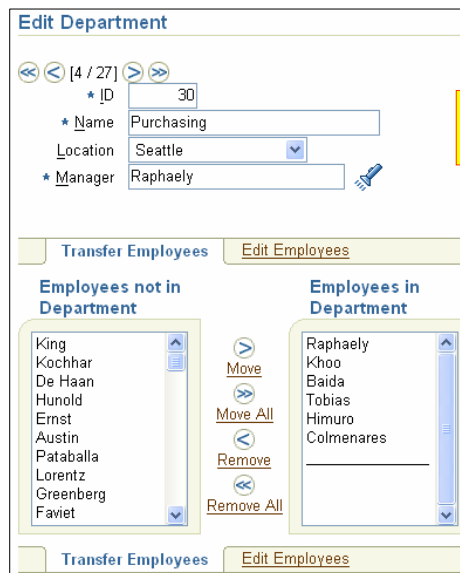 Edit Department
[4 / 27]
* ID 30
* Name Purchasing
Location Seattle
* Manager Raphaely
Transfer Employees Edit Employees
Employees not in Department
King
Kochhar
De Haan
Hunold
Ernst
Austin
Pataballa
Lorentz
Greenberg
Faviet
Move
Move All
Remove
Remove All
Employees in Department
Raphaely
Khoo
Baida
Tobias
Himuro
Colmenares
Transfer Employees Edit Employees